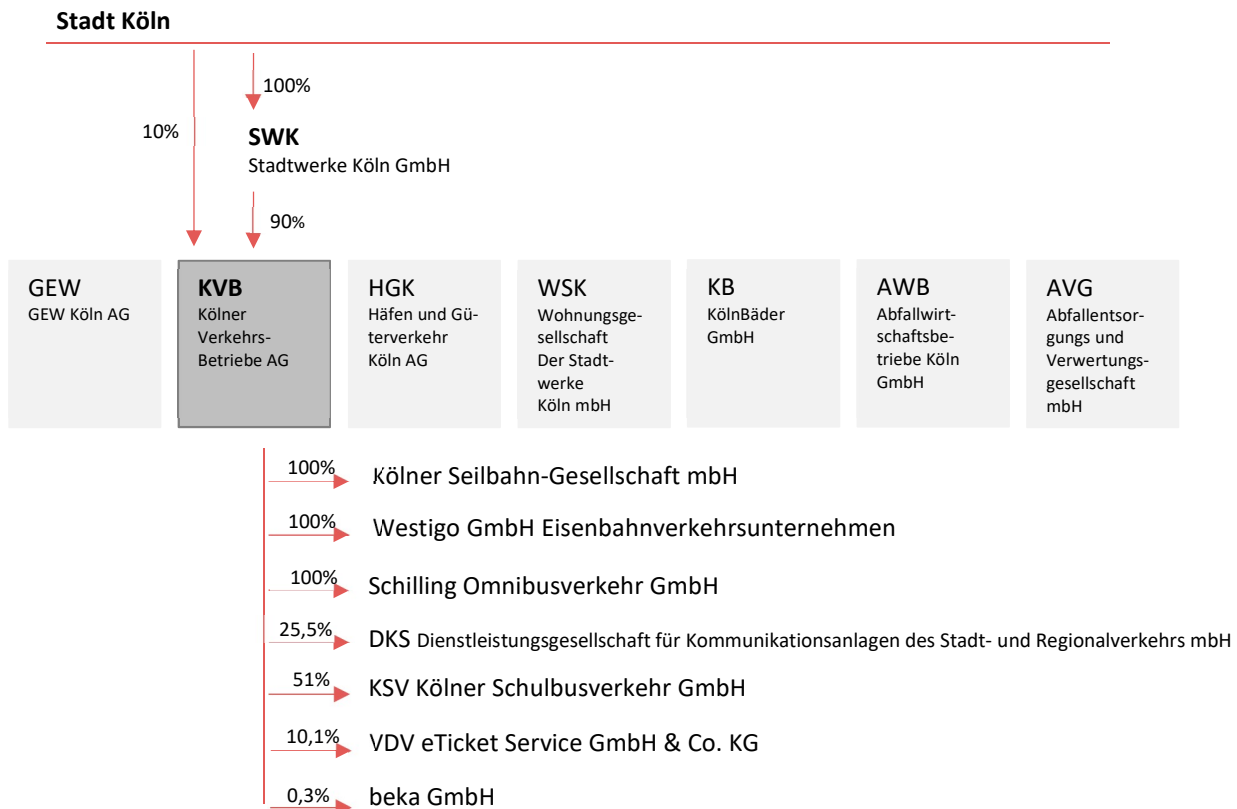 Stadt Köln
100%
10%
SWK
Stadtwerke Köln GmbH
90%
GEW
GEW Köln AG
KVB
Kölner
Verkehrs-
Betriebe AG
HGK
Häfen und Gü-
terverkehr
Köln AG
WSK
Wohnungsge-
sellschaft
Der Stadt-
werke
Köln mbH
KB
KölnBäder
GmbH
AWB
Abfallwirt-
schaftsbe-
triebe Köln
GmbH
AVG
Abfallentsor-
gungs und
Verwertungs-
gesellschaft
mbH
100% Kölner Seilbahn-Gesellschaft mbH
100% Westigo GmbH Eisenbahnverkehrsunternehmen
100% Schilling Omnibusverkehr GmbH
25,5% DKS Dienstleistungsgesellschaft für Kommunikationsanlagen des Stadt- und Regionalverkehrs mbH
51% KSV Kölner Schulbusverkehr GmbH
10,1% VDV eTicket Service GmbH & Co. KG
0,3% beka GmbH